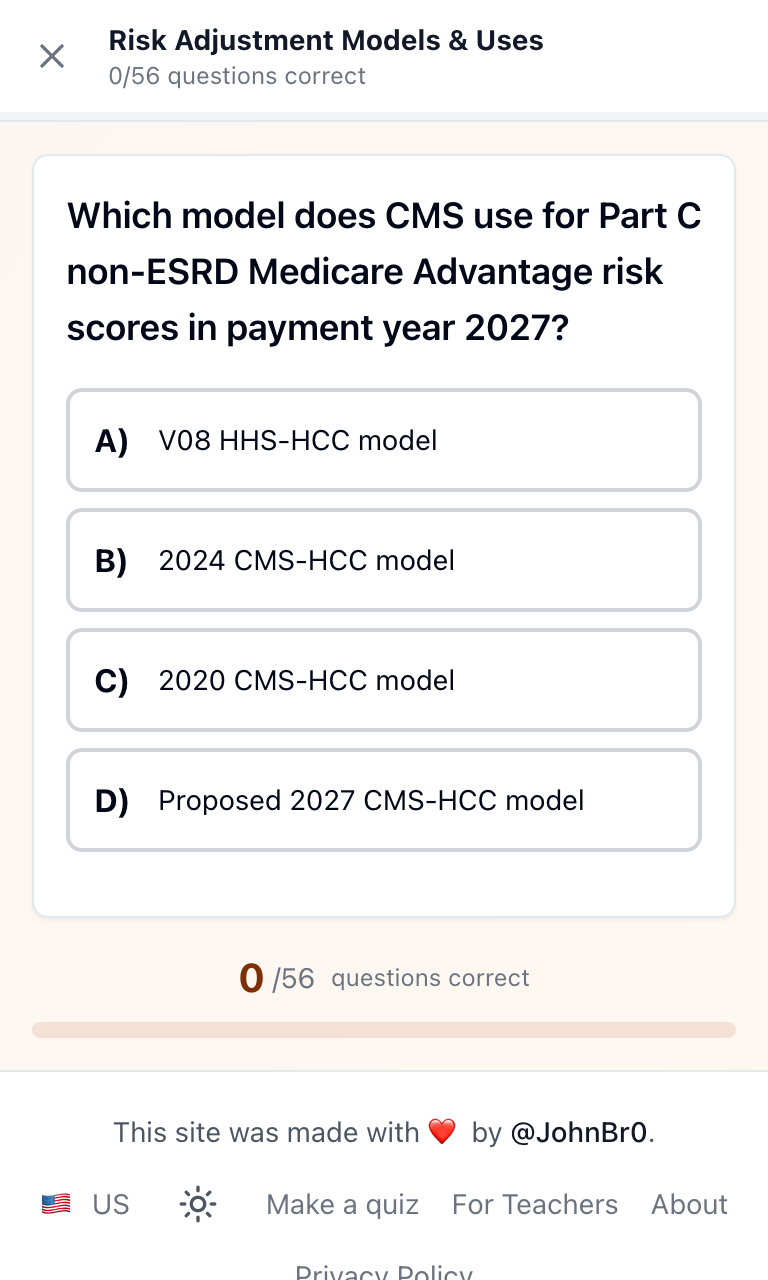 Risk Adjustment Models & Uses
0/56 questions correct
Which model does CMS use for Part C
non-ESRD Medicare Advantage risk
scores in payment year 2027?
A) V08 HHS-HCC model
B) 2024 CMS-HCC model
C) 2020 CMS-HCC model
D) Proposed 2027 CMS-HCC model
0 /56 questions correct
This site was made with ❤️ by @JohnBr0.
🇺🇸 US Make a quiz For Teachers About
Privacy Policy